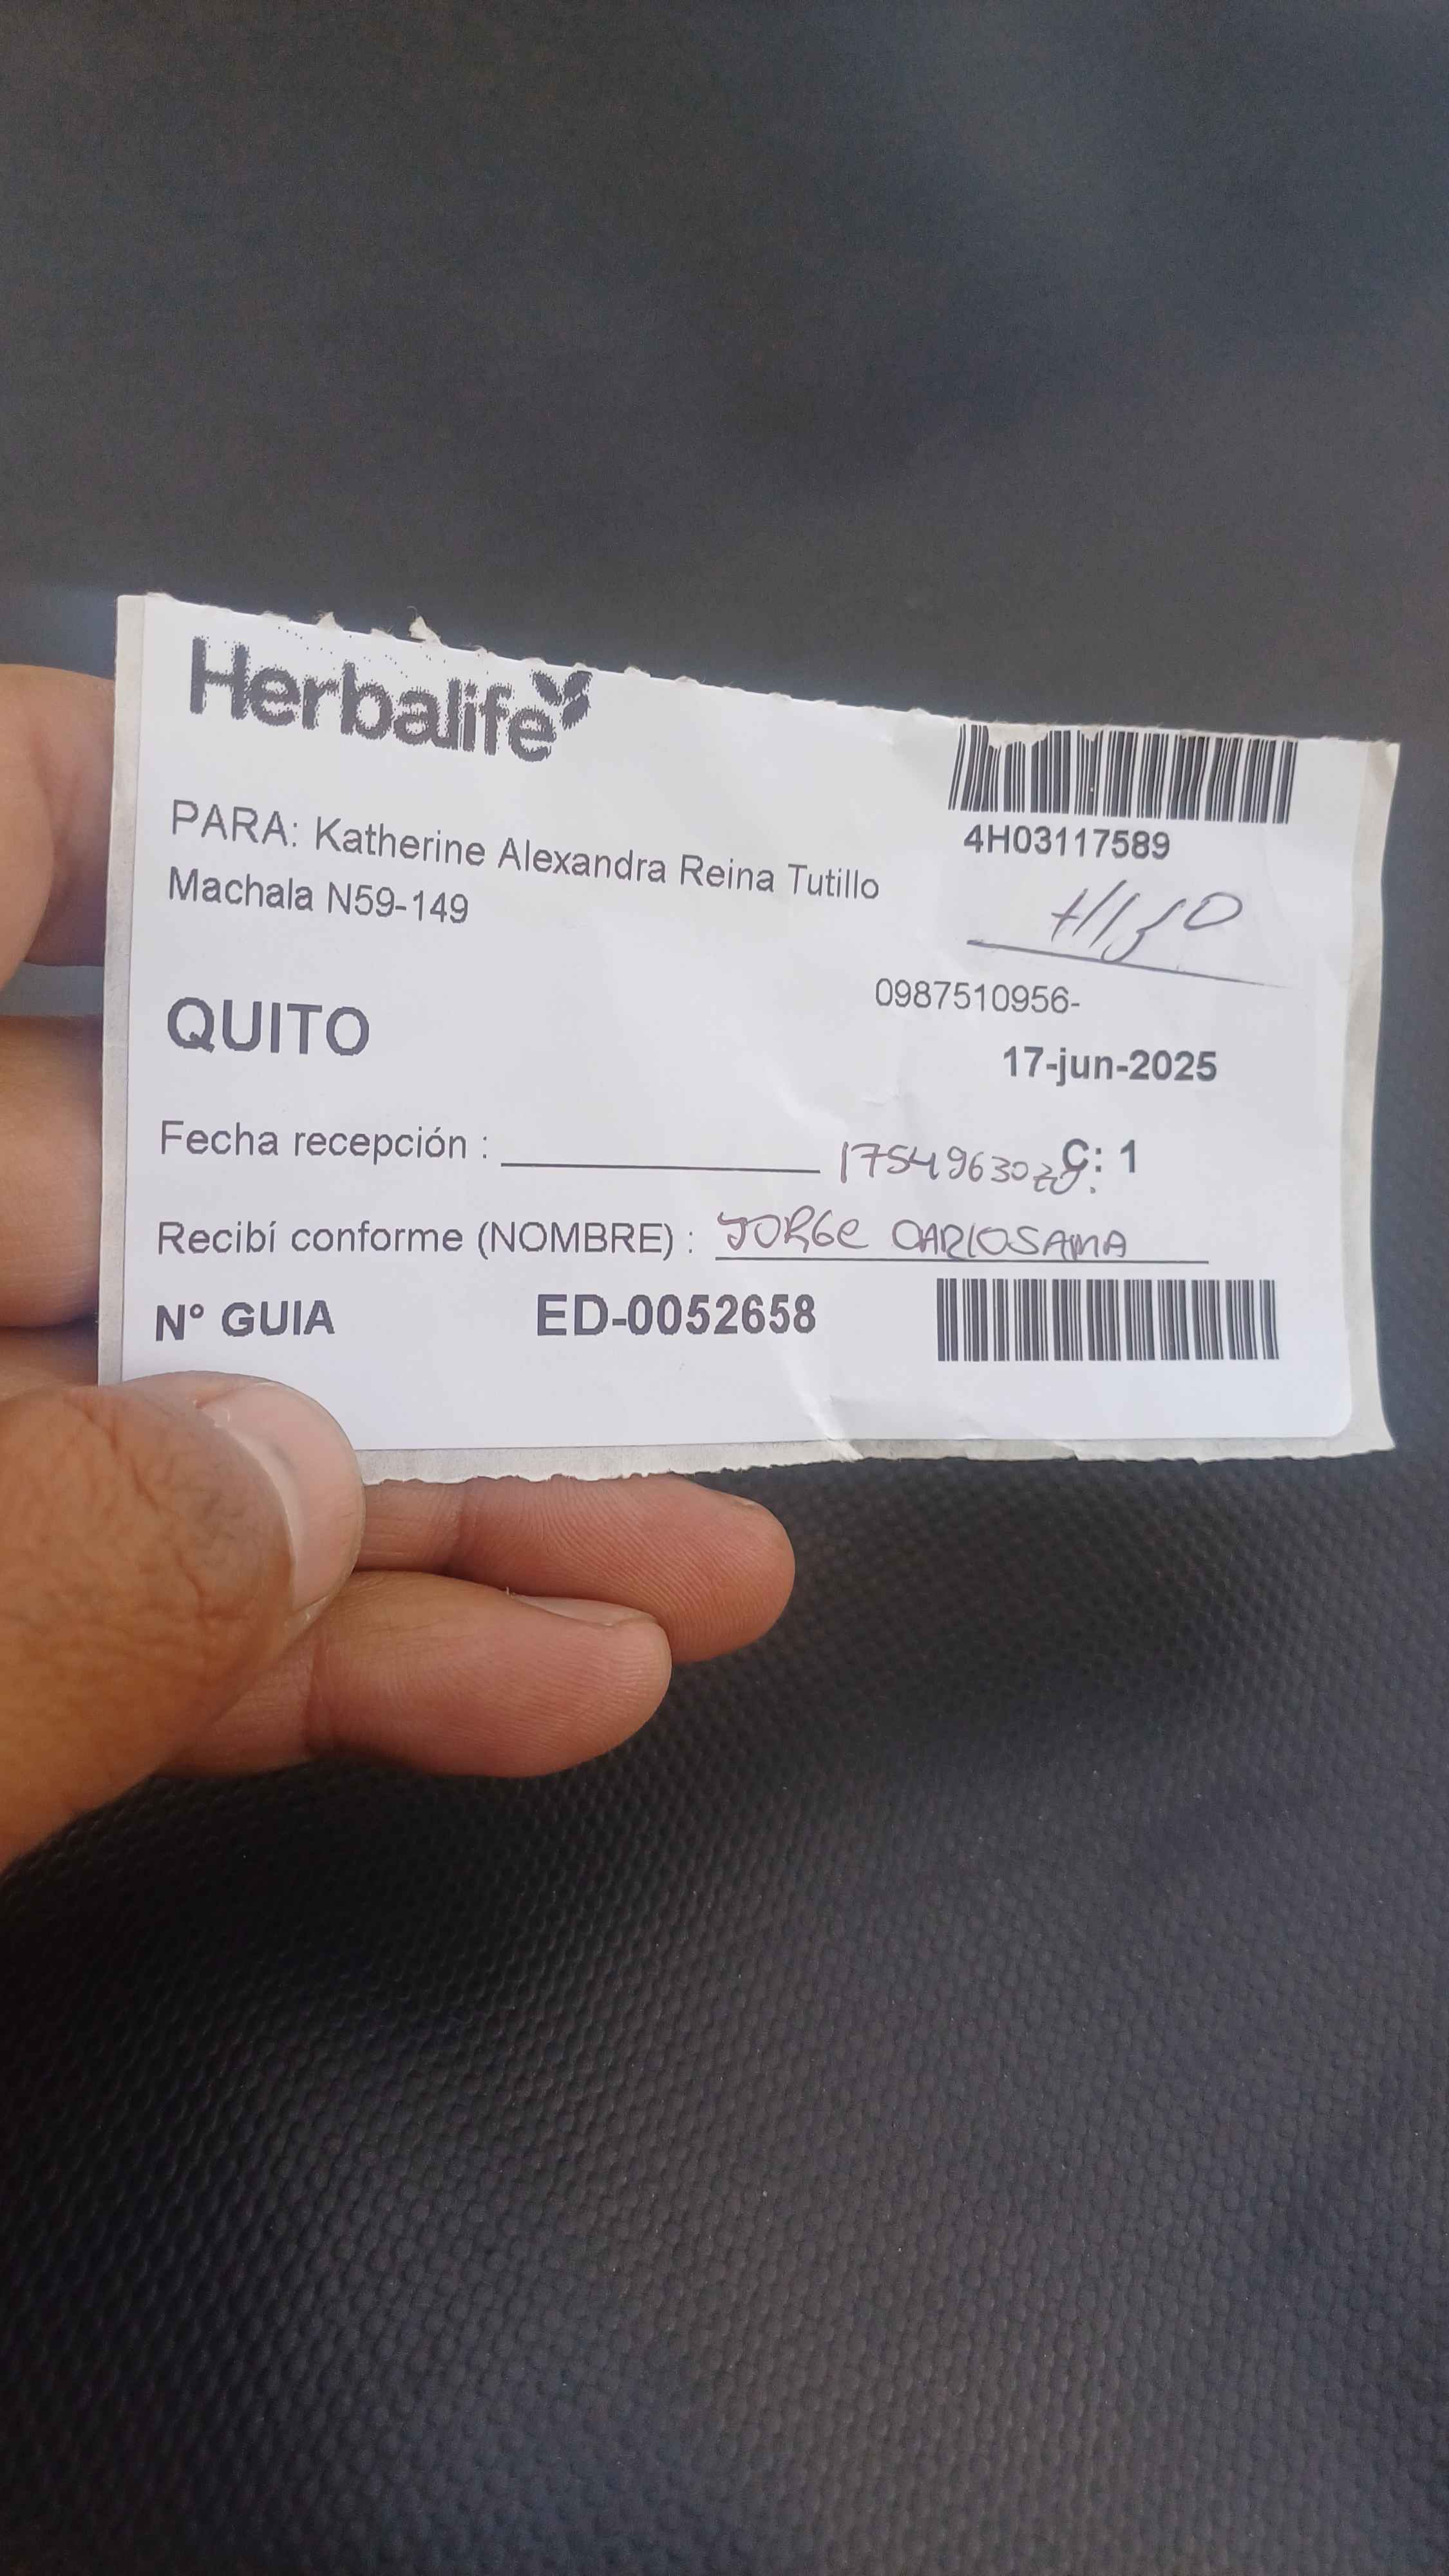 Herbalife
4H03117589
PARA: Katherine Alexandra Reina Tutillo
Machala N59-149
0987510956-
QUITO
17-jun-2025
Fecha recepción : C: 1
Recibí conforme (NOMBRE) : JORGE CARLOSAMA
N° GUIA ED-0052658